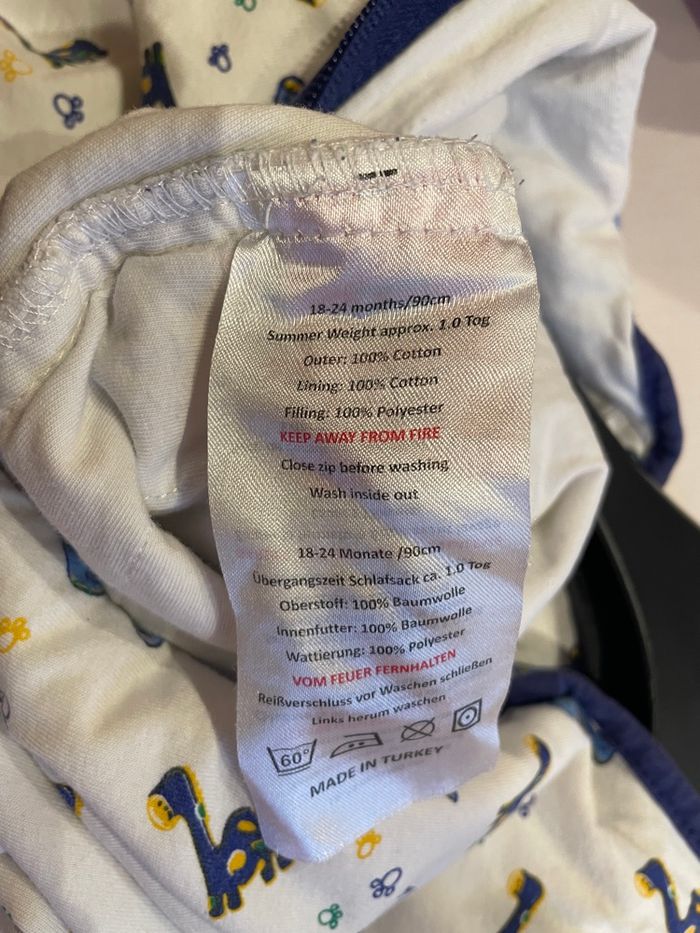 18-24 months/90cm
Summer Weight approx. 1.0 Tog
Outer: 100% Cotton
Lining: 100% Cotton
Filling: 100% Polyester
KEEP AWAY FROM FIRE
Close zip before washing
Wash inside out
18-24 Monate /90cm
Übergangszeit Schlafsack ca. 1.0 Tog
Oberstoff: 100% Baumwolle
Innenfutter: 100% Baumwolle
Wattierung: 100% Polyester
VOM FEUER FERNHALTEN
Reißverschluss vor Waschen schließen
Links herum waschen
60°
MADE IN TURKEY